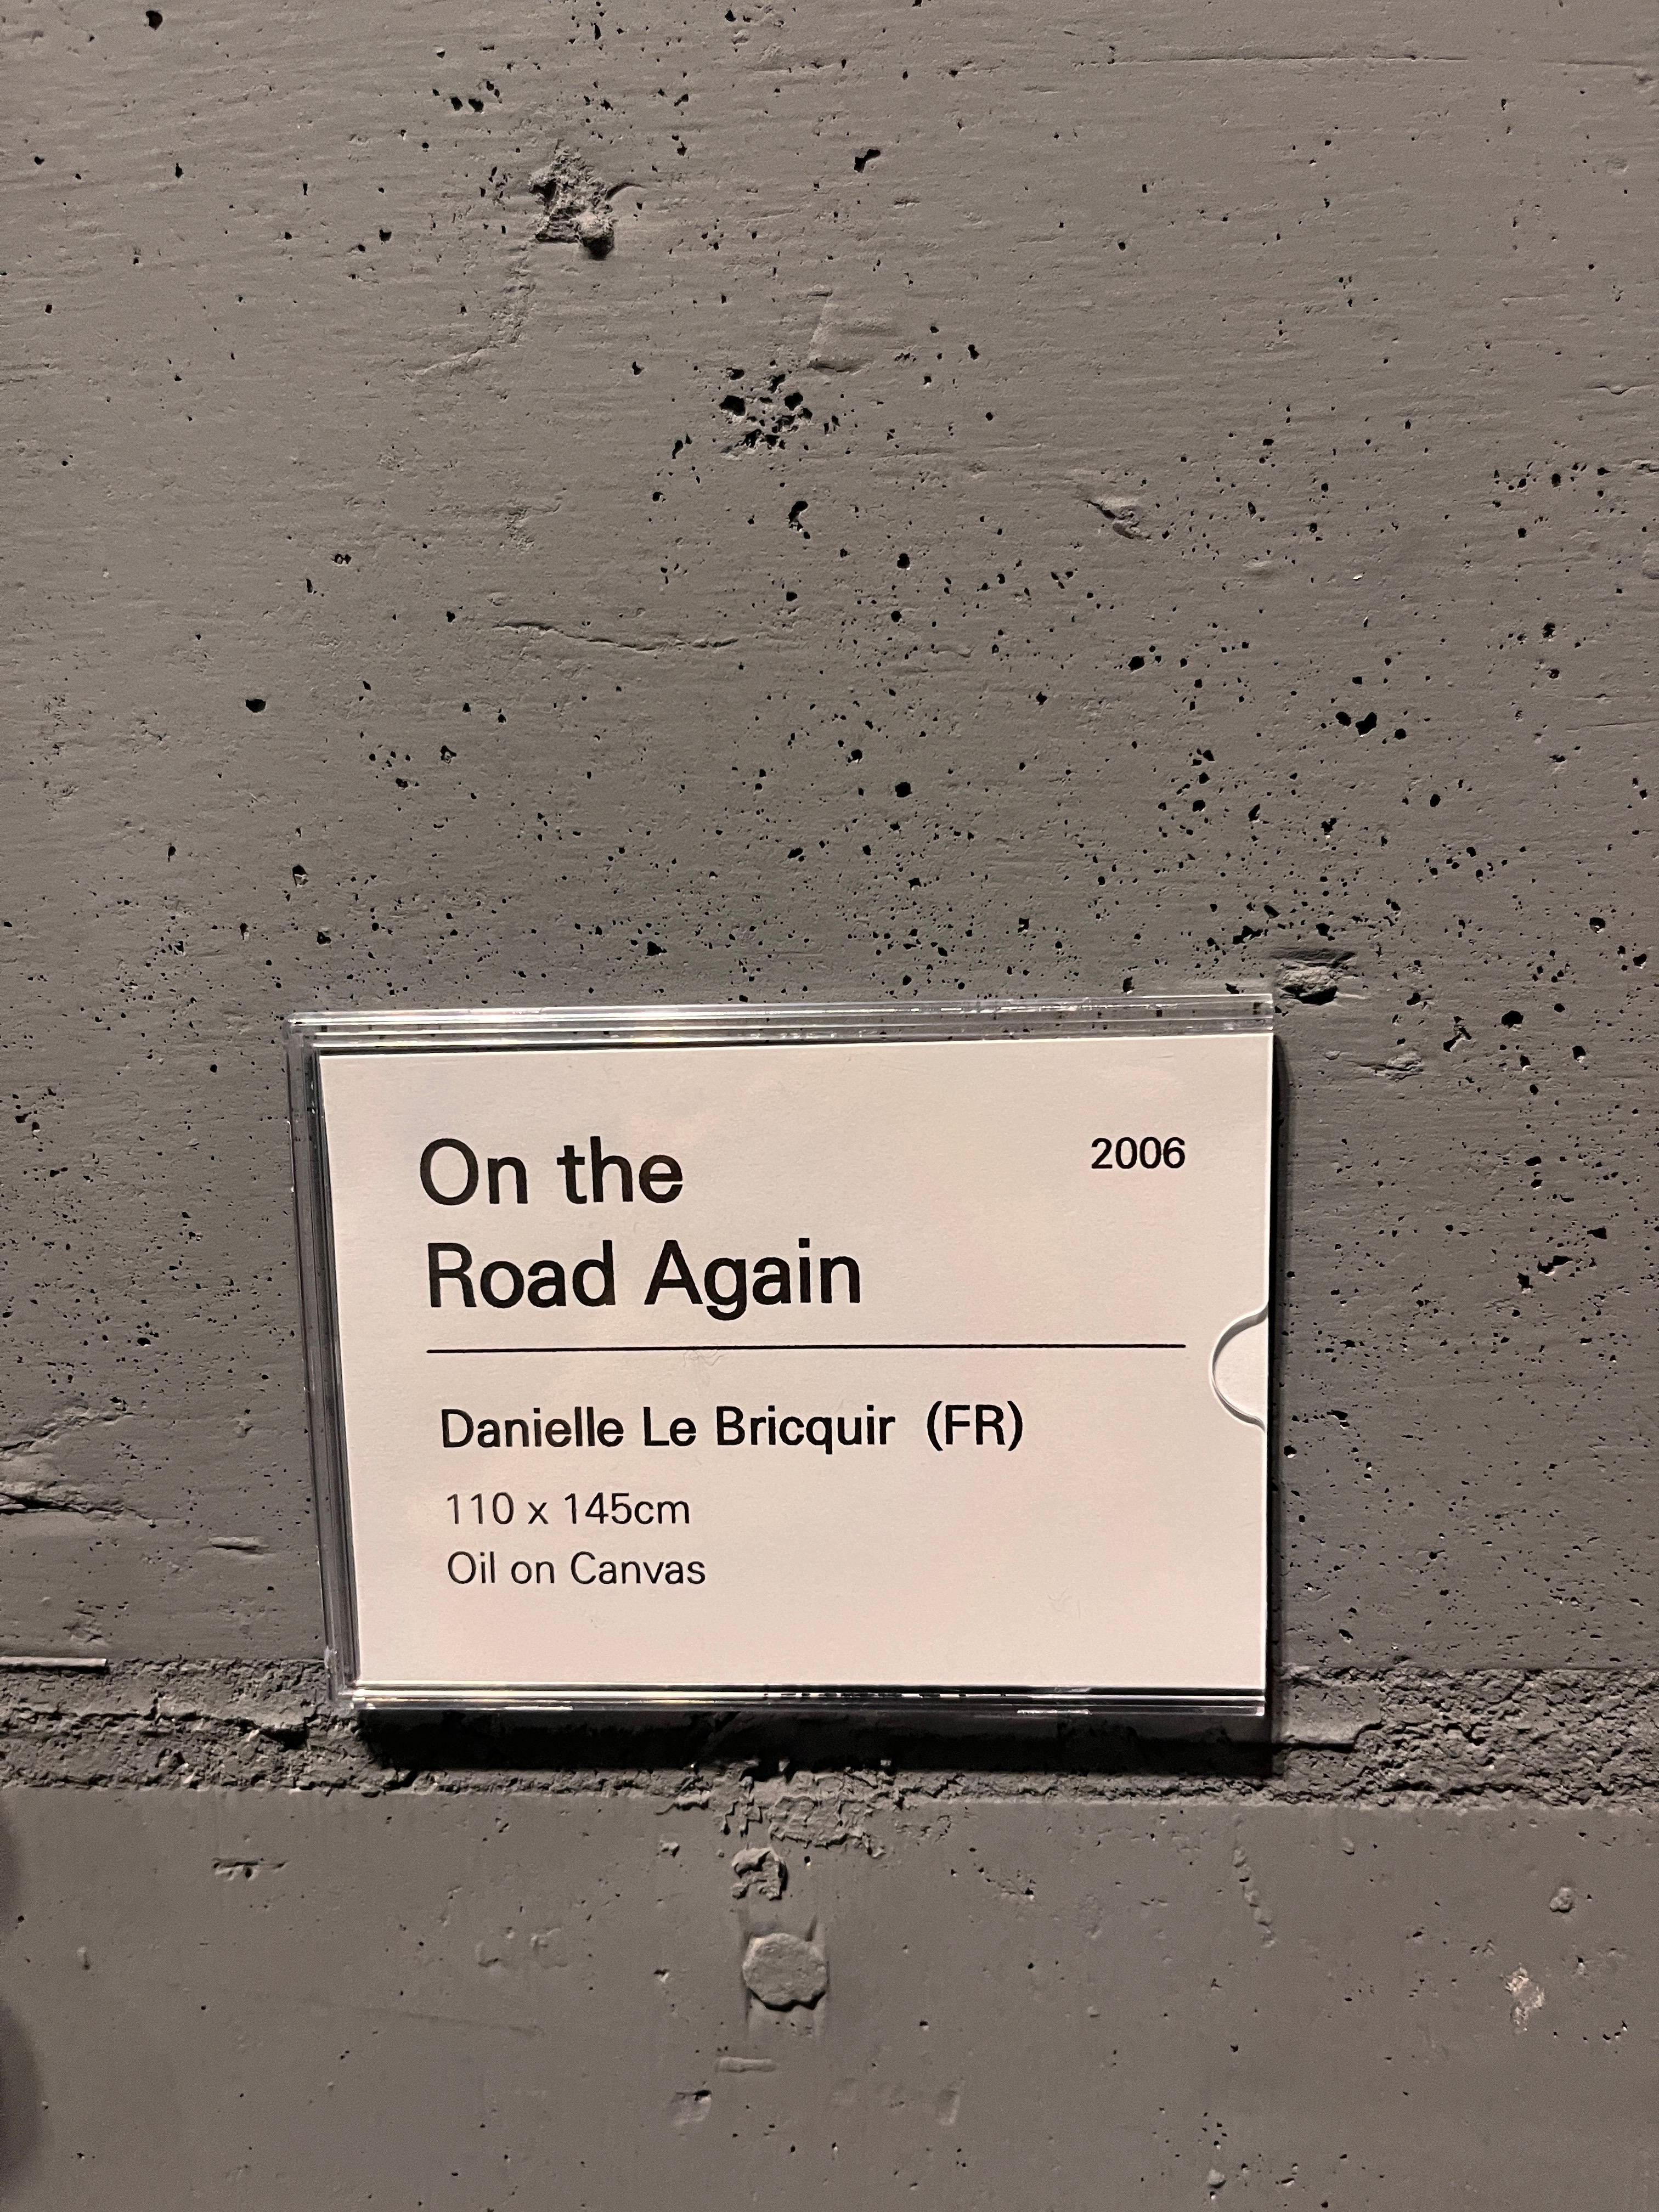 On the
Road Again
2006
Danielle Le Bricquir (FR)
110 x 145cm
Oil on Canvas